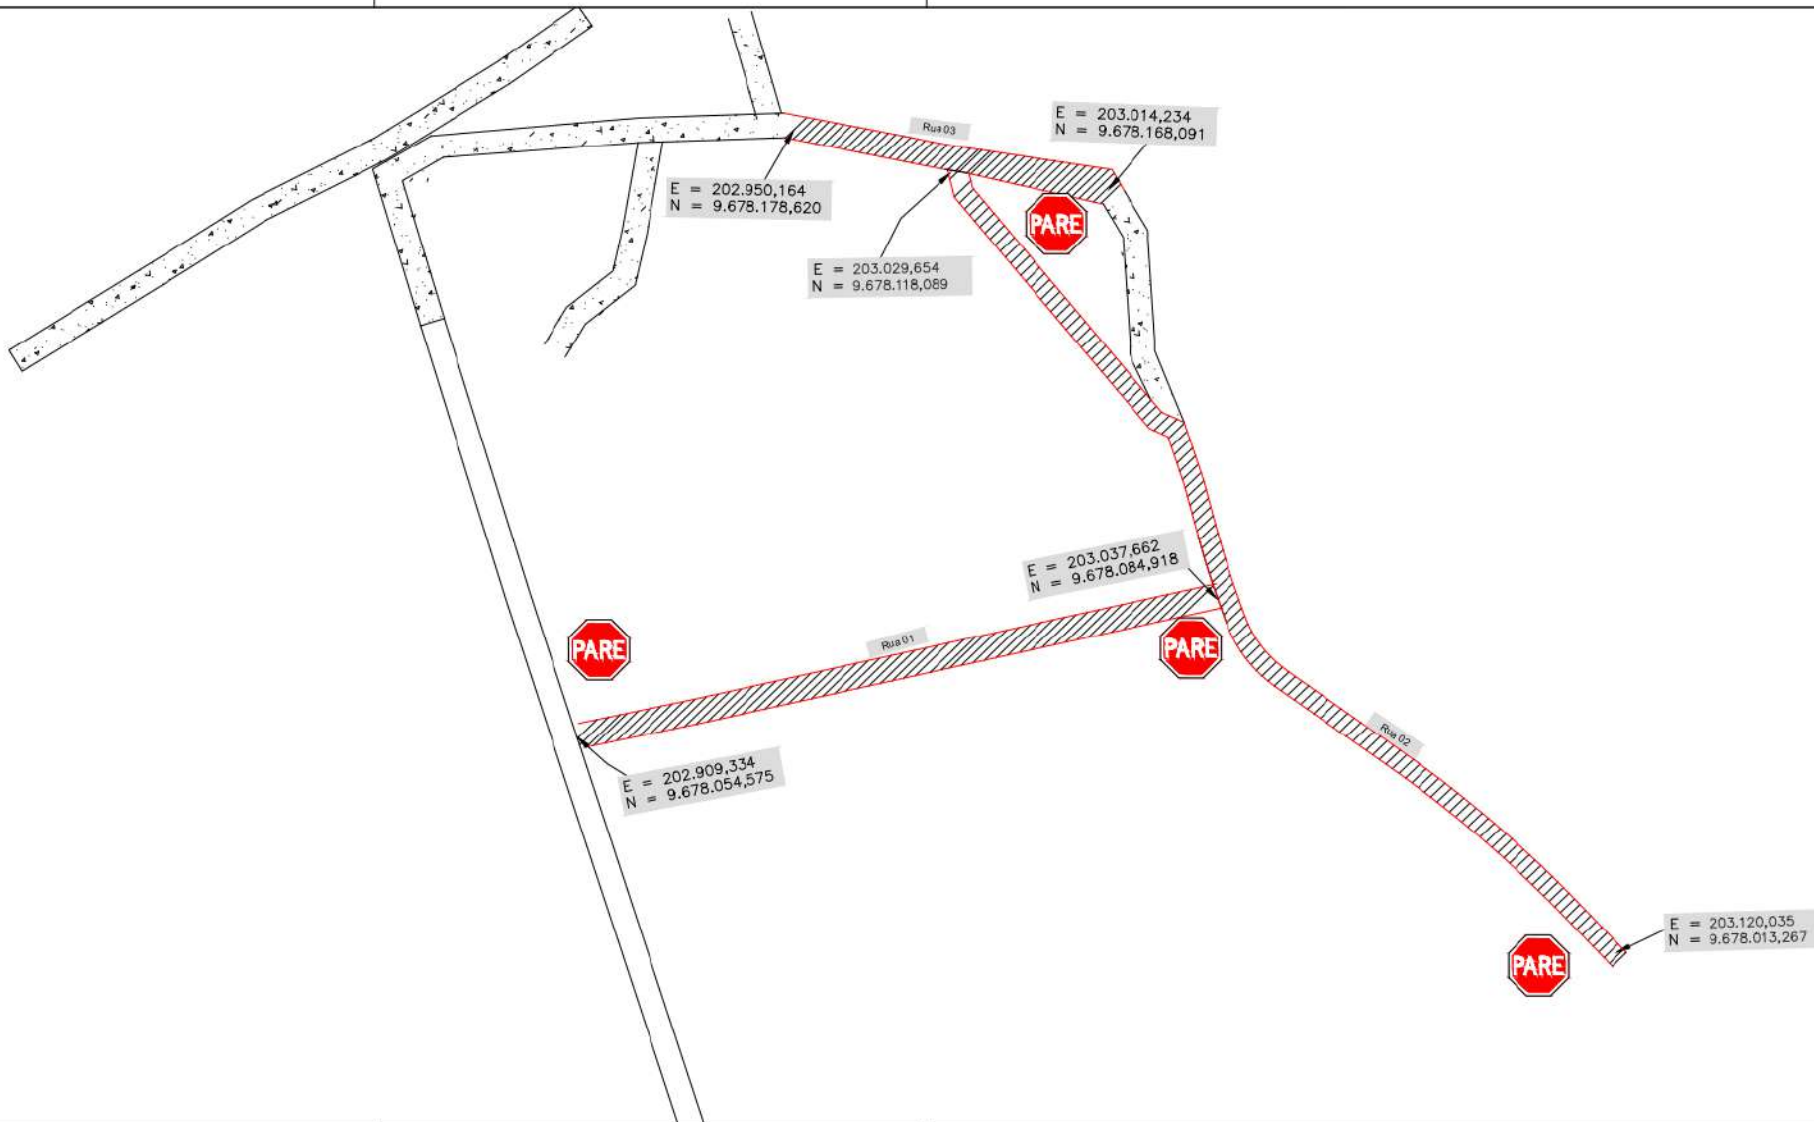 Rua 03
E = 203.014,234
N = 9.678.168,091
E = 202.950,164
N = 9.678.178,620
PARE
E = 203.029,654
N = 9.678.118,089
E = 203.037,662
N = 9.678.084,918
PARE
Rua 01
PARE
Rua 02
E = 202.909,334
N = 9.678.054,575
E = 203.120,035
N = 9.678.013,267
PARE